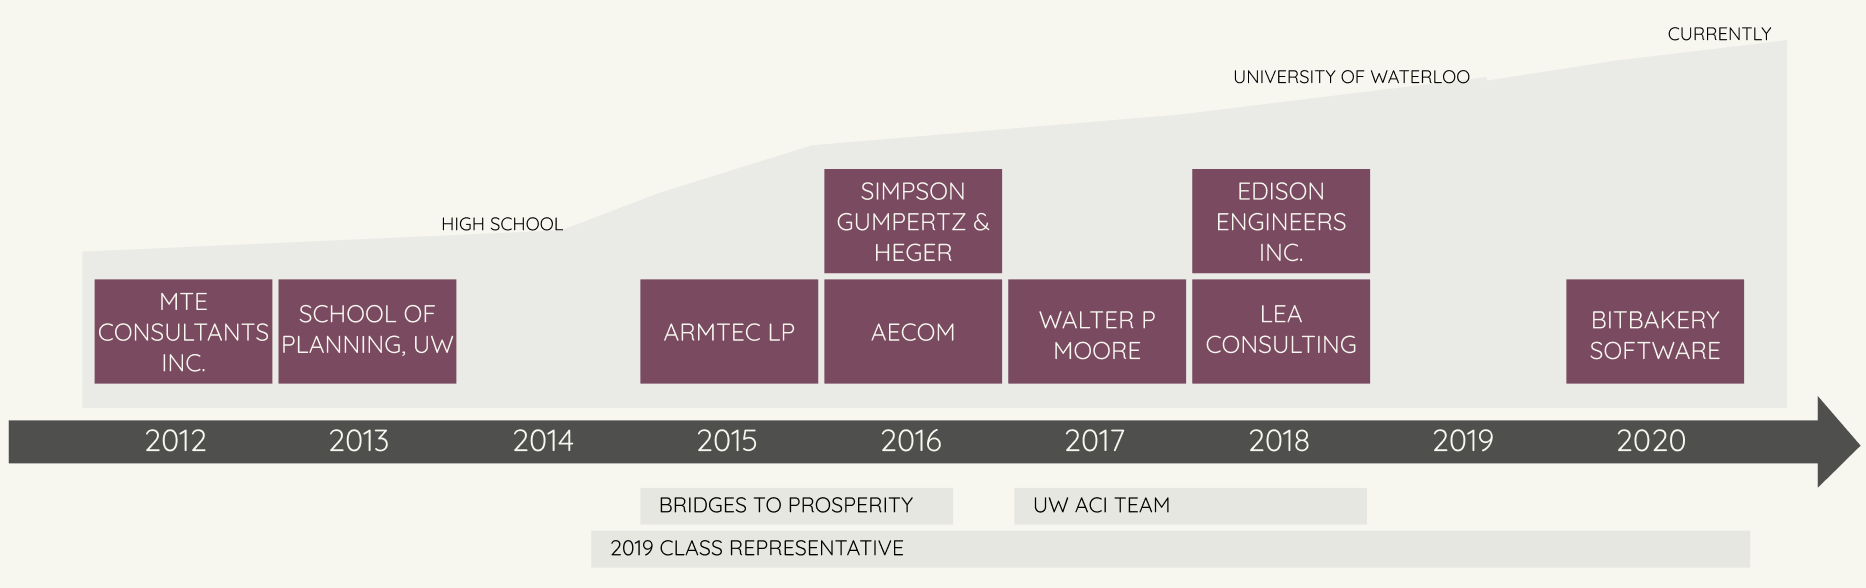 CURRENTLY
UNIVERSITY OF WATERLOO
HIGH SCHOOL
SIMPSON
GUMPERTZ &
HEGER
EDISON
ENGINEERS
INC.
MTE
CONSULTANTS
INC.
SCHOOL OF
PLANNING, UW
ARMTEC LP
AECOM
WALTER P
MOORE
LEA
CONSULTING
BITBAKERY
SOFTWARE
2012 2013 2014 2015 2016 2017 2018 2019 2020
BRIDGES TO PROSPERITY
UW ACI TEAM
2019 CLASS REPRESENTATIVE